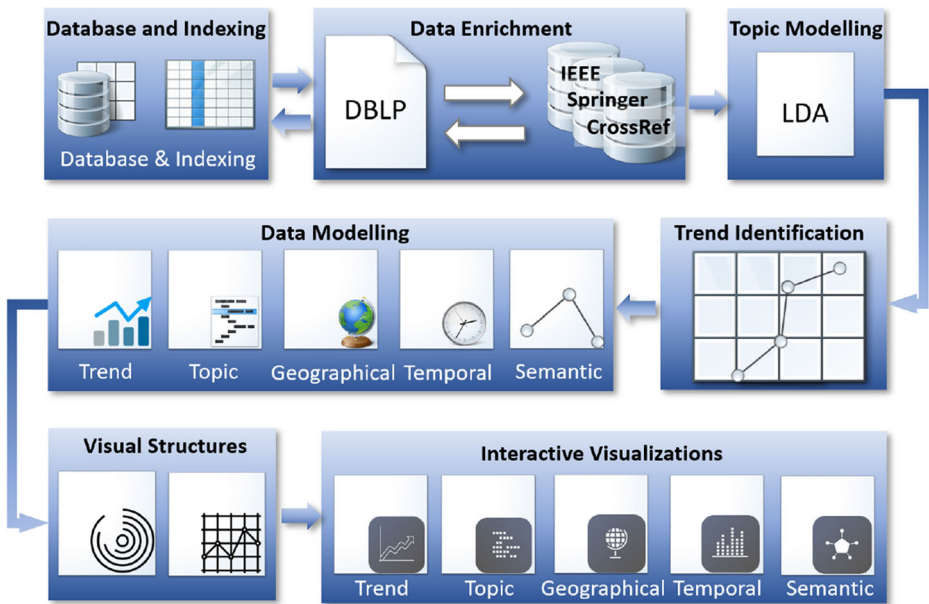 Database and Indexing
Database & Indexing
Data Enrichment
DBLP
IEEE
Springer
CrossRef
Topic Modelling
LDA
Data Modelling
Trend
Topic
Geographical
Temporal
Semantic
Trend Identification
Visual Structures
Interactive Visualizations
Trend
Topic
Geographical
Temporal
Semantic